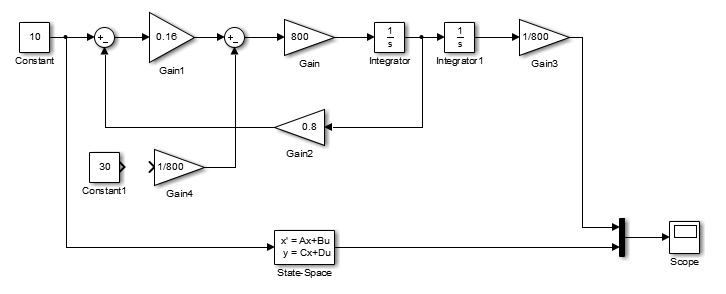 10
Constant
+
−
0.16
Gain1
+
−
800
Gain
1
s
Integrator
1
s
Integrator1
1/800
Gain3
0.8
Gain2
30
Constant1
1/800
Gain4
x' = Ax+Bu
y = Cx+Du
State-Space
Scope